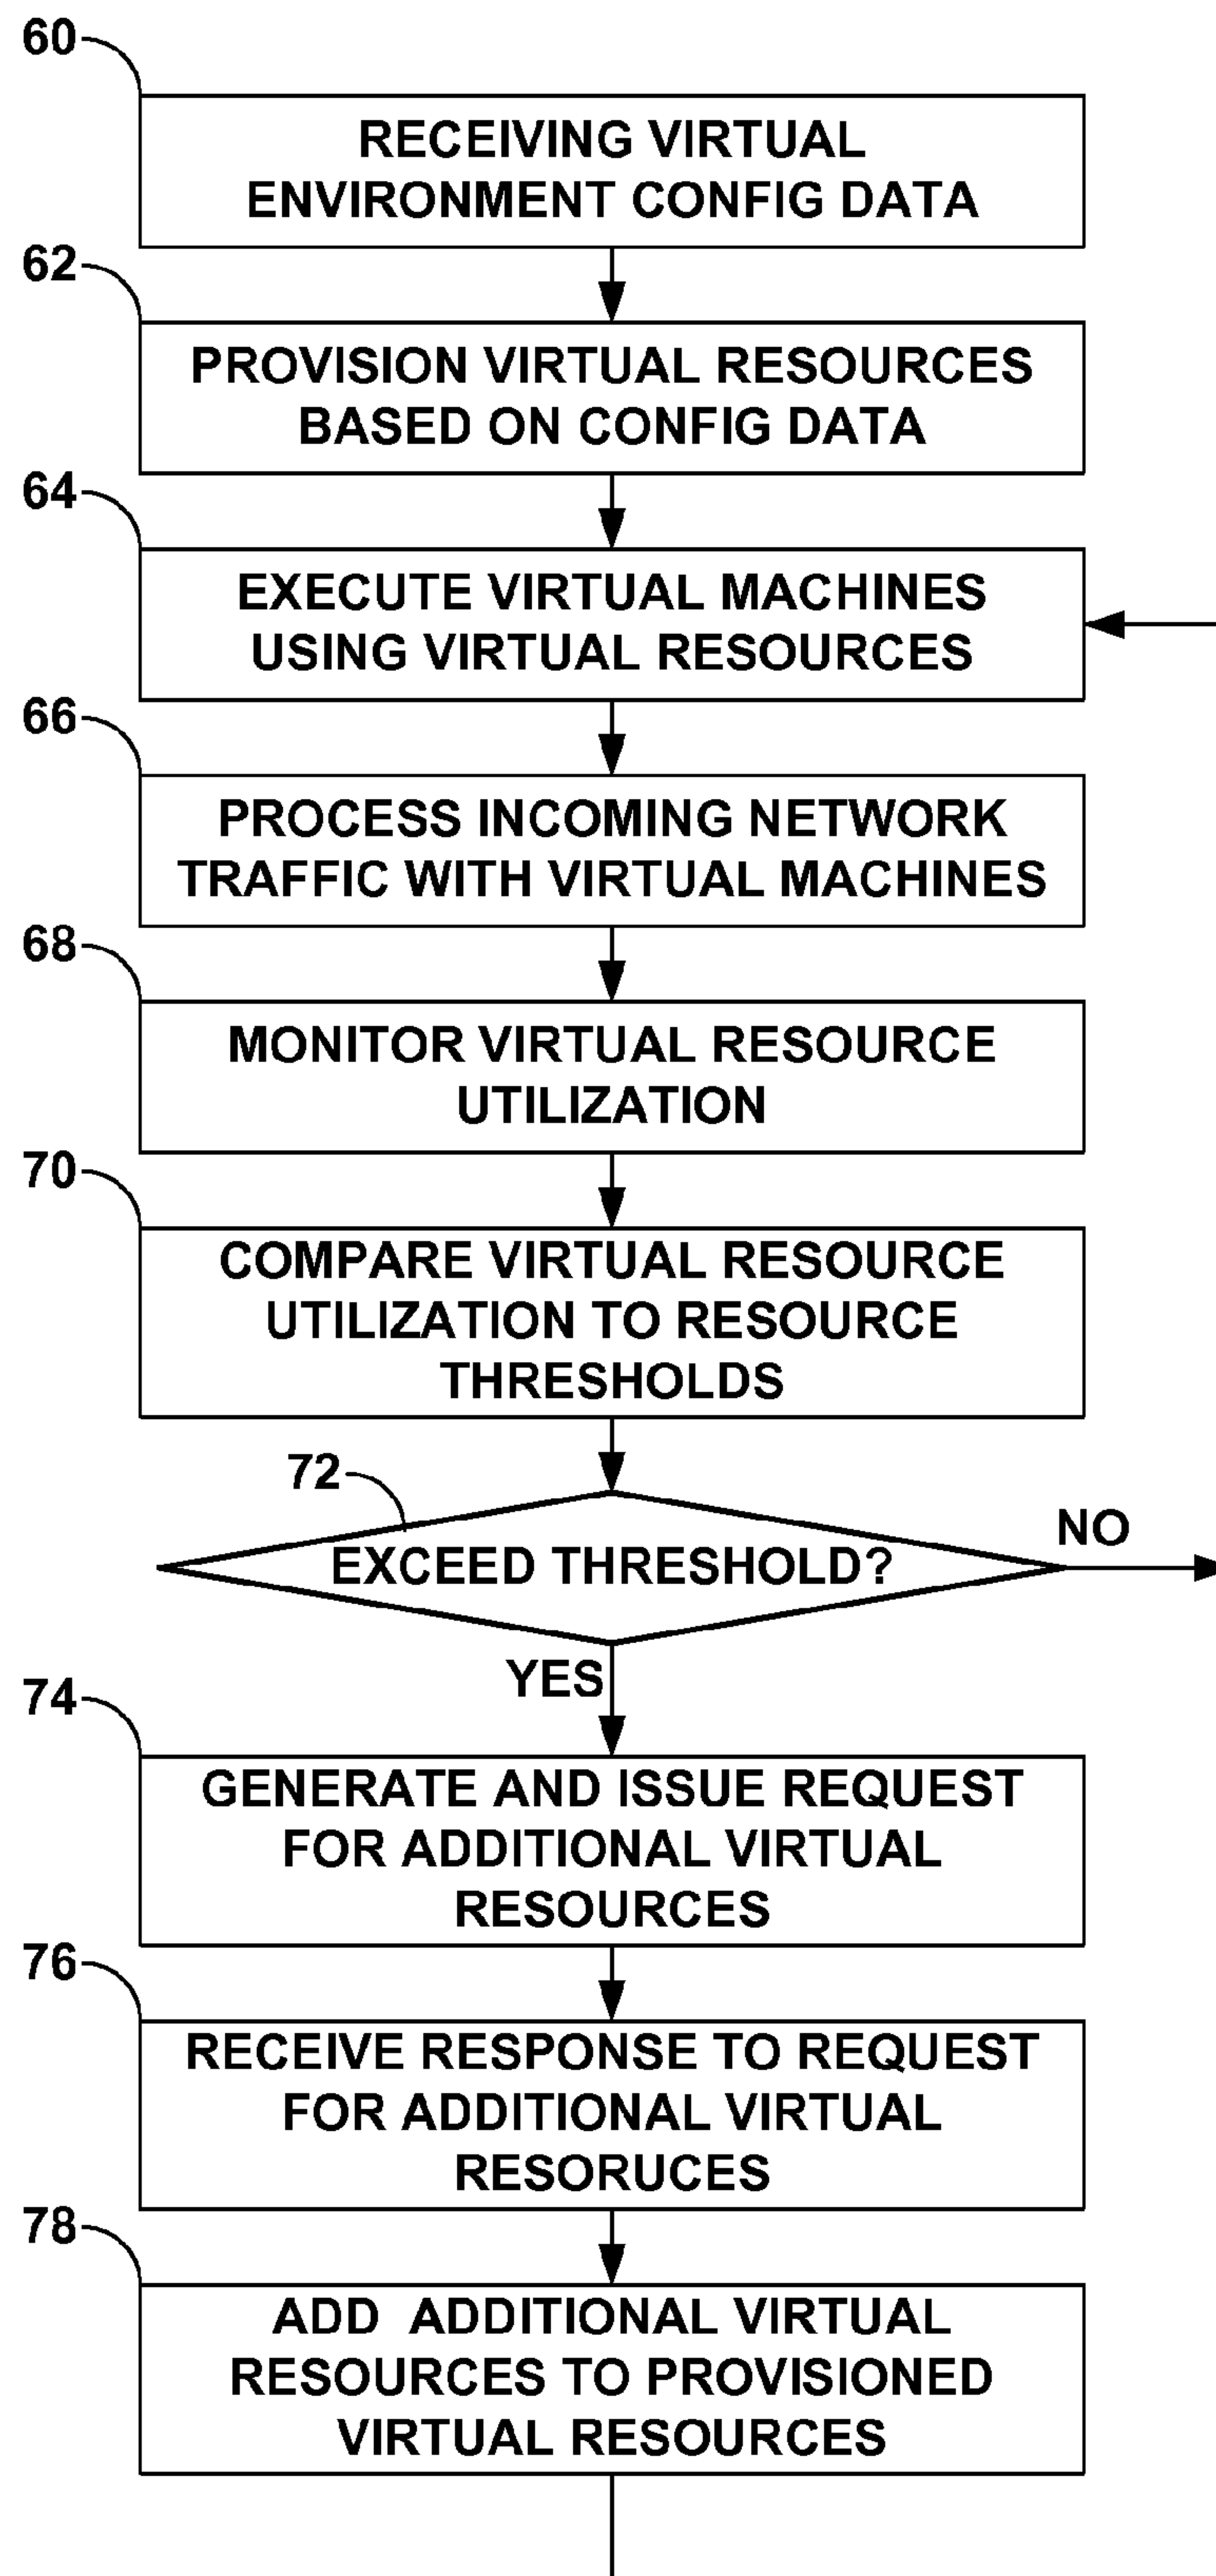 60
RECEIVING VIRTUAL
ENVIRONMENT CONFIG DATA
62
PROVISION VIRTUAL RESOURCES
BASED ON CONFIG DATA
64
EXECUTE VIRTUAL MACHINES
USING VIRTUAL RESOURCES
66
PROCESS INCOMING NETWORK
TRAFFIC WITH VIRTUAL MACHINES
68
MONITOR VIRTUAL RESOURCE
UTILIZATION
70
COMPARE VIRTUAL RESOURCE
UTILIZATION TO RESOURCE
THRESHOLDS
72
EXCEED THRESHOLD?
NO
YES
74
GENERATE AND ISSUE REQUEST
FOR ADDITIONAL VIRTUAL
RESOURCES
76
RECEIVE RESPONSE TO REQUEST
FOR ADDITIONAL VIRTUAL
RESORUCES
78
ADD  ADDITIONAL VIRTUAL
RESOURCES TO PROVISIONED
VIRTUAL RESOURCES